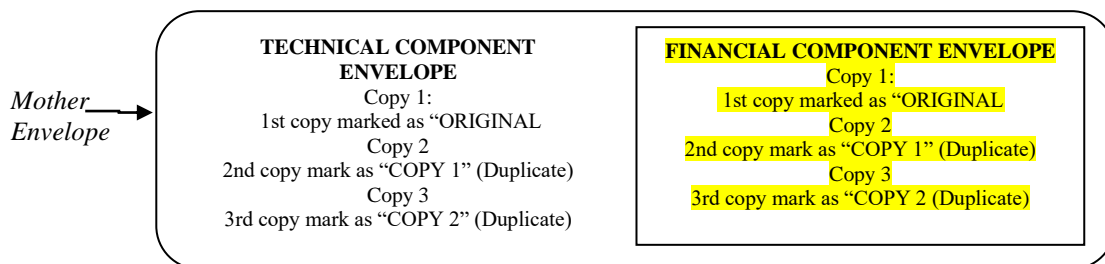 Mother
Envelope
TECHNICAL COMPONENT
ENVELOPE
Copy 1:
1st copy marked as “ORIGINAL
Copy 2
2nd copy mark as “COPY 1” (Duplicate)
Copy 3
3rd copy mark as “COPY 2” (Duplicate)
FINANCIAL COMPONENT ENVELOPE
Copy 1:
1st copy marked as “ORIGINAL
Copy 2
2nd copy mark as “COPY 1” (Duplicate)
Copy 3
3rd copy mark as “COPY 2 (Duplicate)